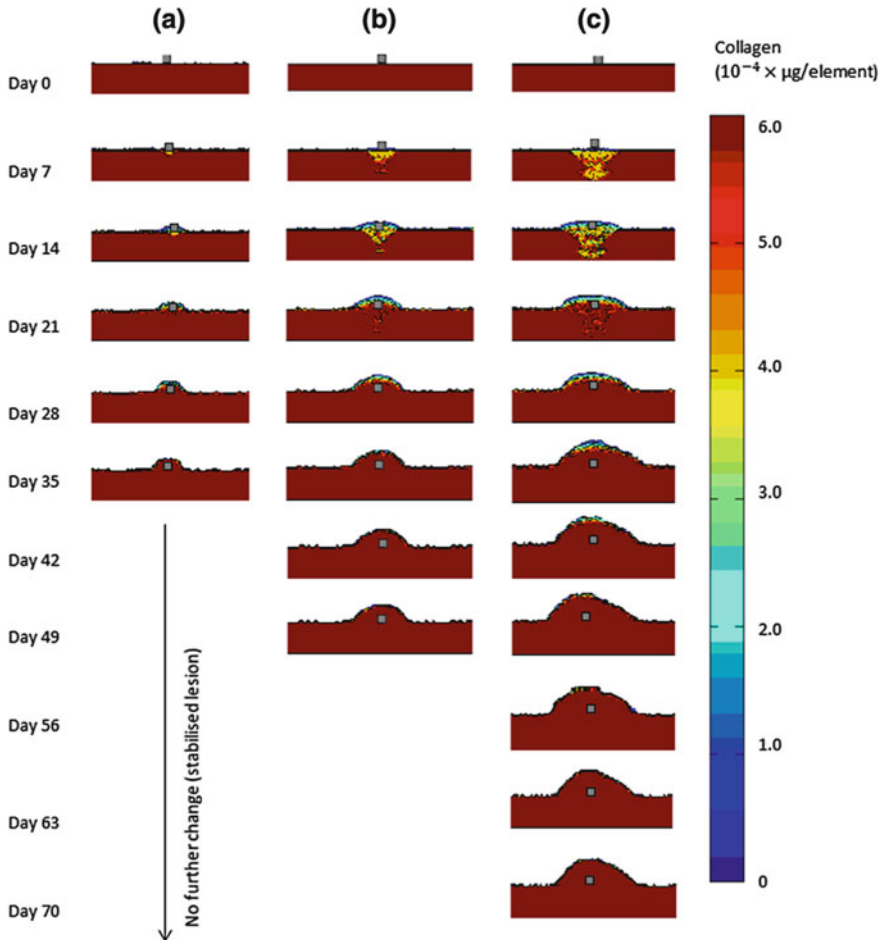 (a) (b) (c)
Collagen
(10⁻⁴ × µg/element)
Day 0
Day 7
Day 14
Day 21
Day 28
Day 35
Day 42
Day 49
Day 56
Day 63
Day 70
No further change (stabilised lesion)
6.0
5.0
4.0
3.0
2.0
1.0
0